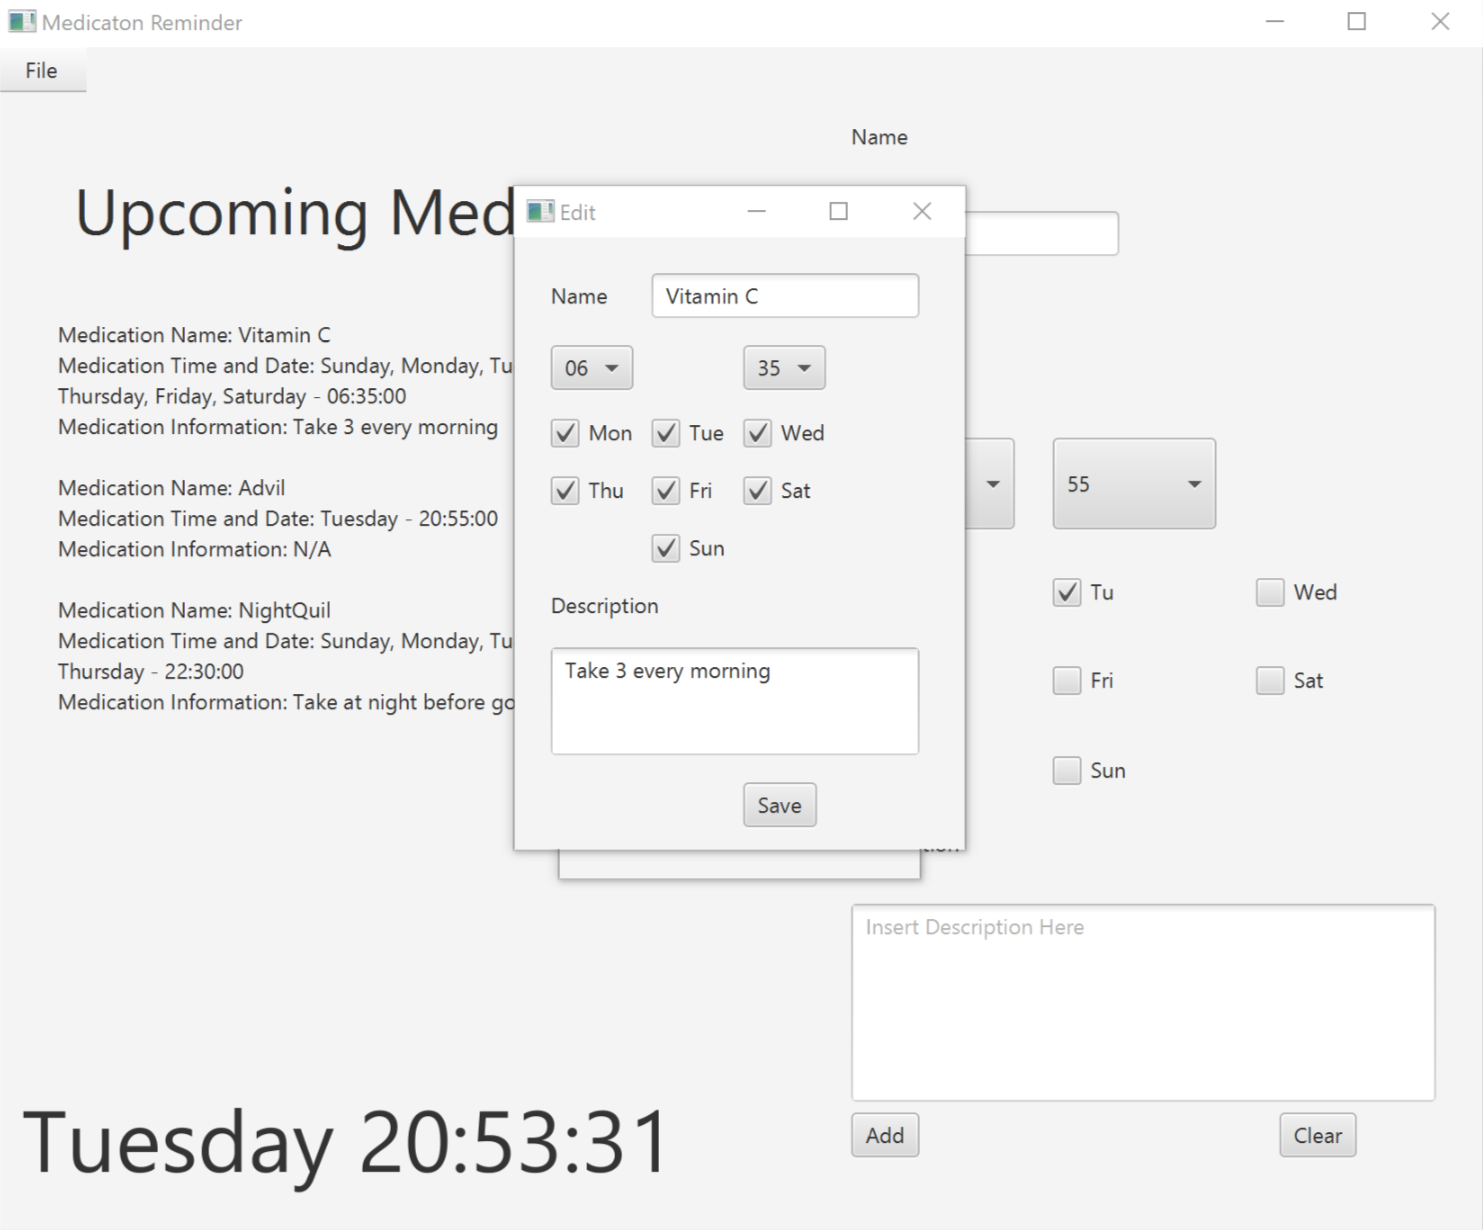 Medicaton Reminder
File
Name
Upcoming Med
Medication Name: Vitamin C
Medication Time and Date: Sunday, Monday, Tu
Thursday, Friday, Saturday - 06:35:00
Medication Information: Take 3 every morning
Medication Name: Advil
Medication Time and Date: Tuesday - 20:55:00
Medication Information: N/A
Medication Name: NightQuil
Medication Time and Date: Sunday, Monday, Tu
Thursday - 22:30:00
Medication Information: Take at night before go
Edit
Name Vitamin C
06 35
Mon Tue Wed
Thu Fri Sat
Sun
Description
Take 3 every morning
Save
55
Tu Wed
Fri Sat
Sun
Insert Description Here
Add Clear
Tuesday 20:53:31